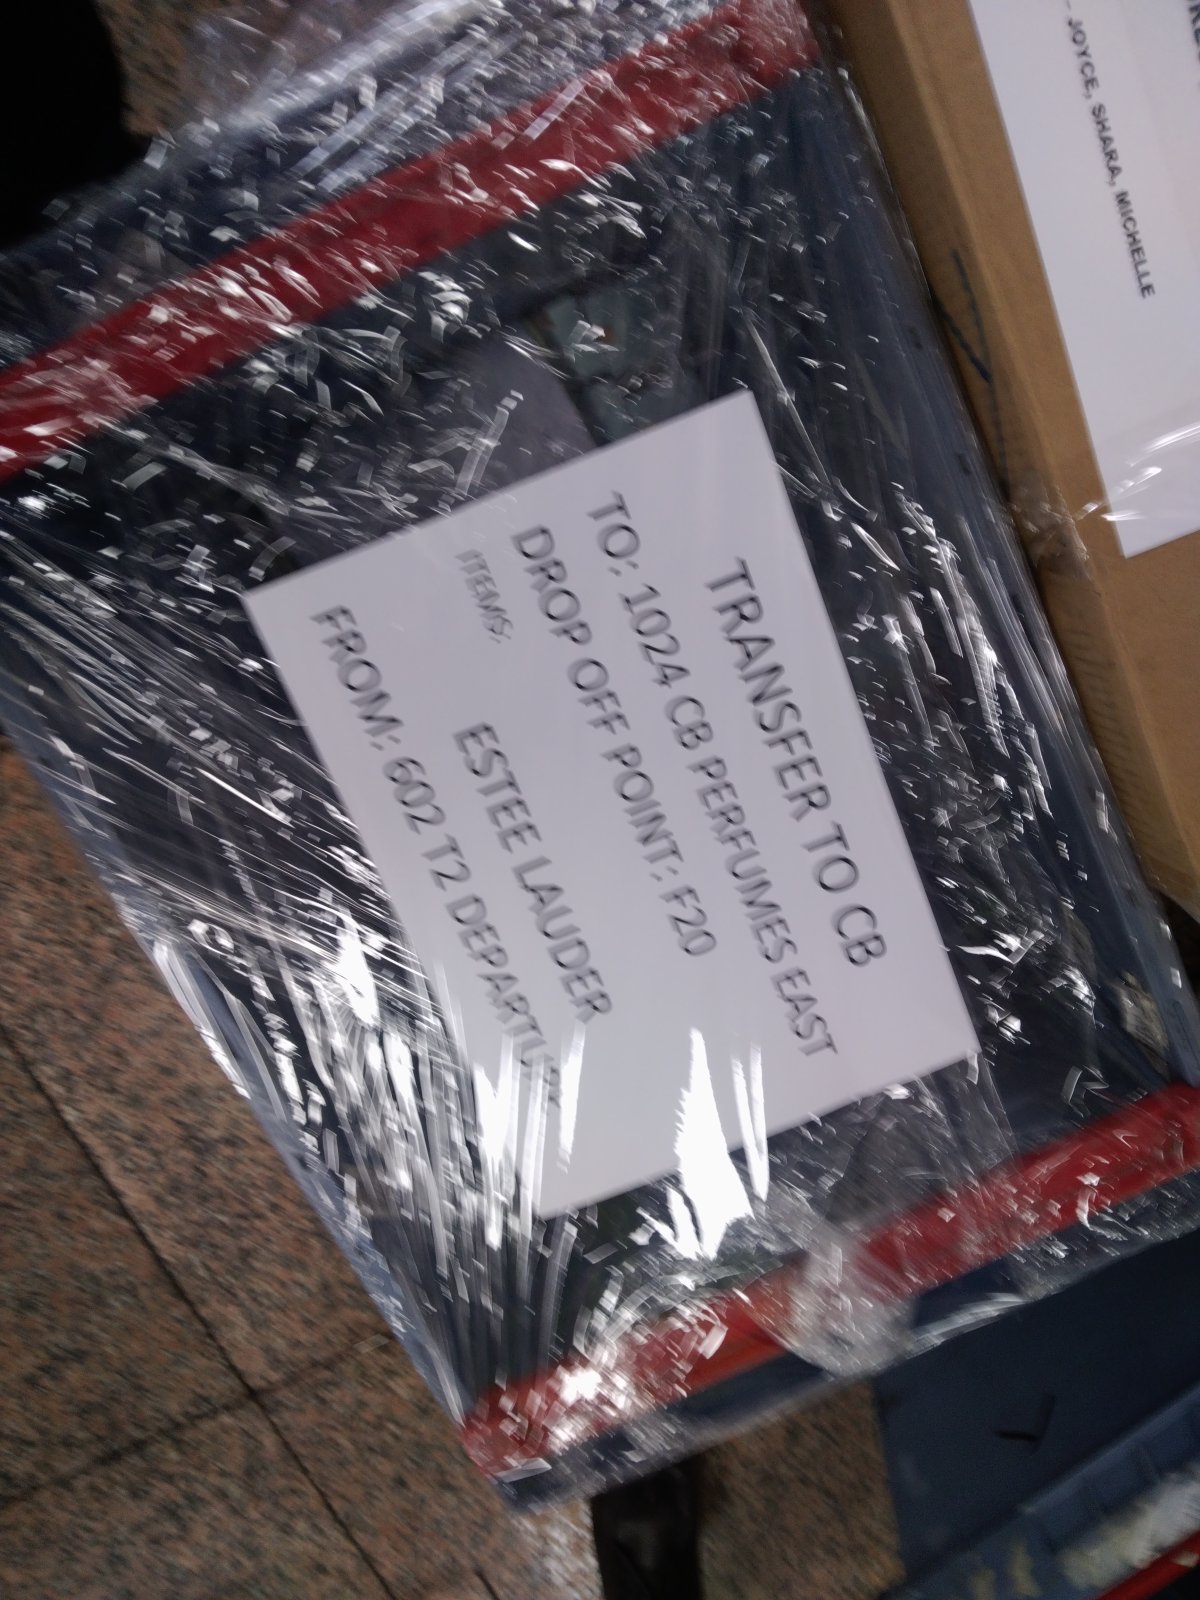 TRANSFER TO CB
TO: 1024 CB PERFUMES EAST
DROP OFF POINT: F20
ITEMS:
ESTEE LAUDER
FROM: 602 T2 DEPARTURE
- JOYCE, SHARA, MICHELLE